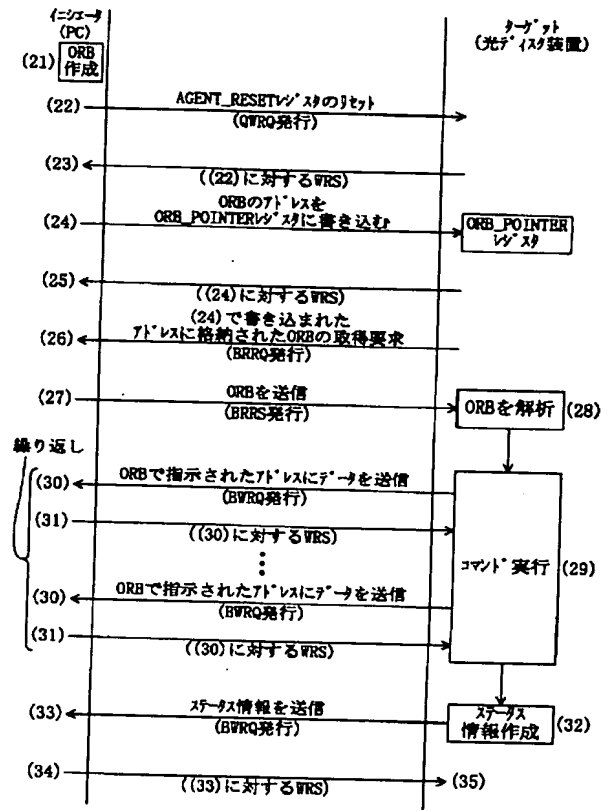 イニシエータ
(PC)
ターゲット
(光ディスク装置)
(21)
ORB
作成
(22)
AGENT_RESETレジスタのリセット
(QWRQ発行)
(23)
((22)に対するWRS)
(24)
ORBのアドレスを
ORB_POINTERレジスタに書き込む
ORB_POINTER
レジスタ
(25)
((24)に対するWRS)
(24)で書き込まれた
(26)
アドレスに格納されたORBの取得要求
(BRRQ発行)
(27)
ORBを送信
(BRRS発行)
ORBを解析
(28)
繰り返し
(30)
ORBで指示されたアドレスにデータを送信
(BWRQ発行)
(31)
((30)に対するWRS)
コマンド実行
(29)
(30)
ORBで指示されたアドレスにデータを送信
(BWRQ発行)
(31)
((30)に対するWRS)
(33)
ステータス情報を送信
(BWRQ発行)
ステータス
情報作成
(32)
(34)
((33)に対するWRS)
(35)